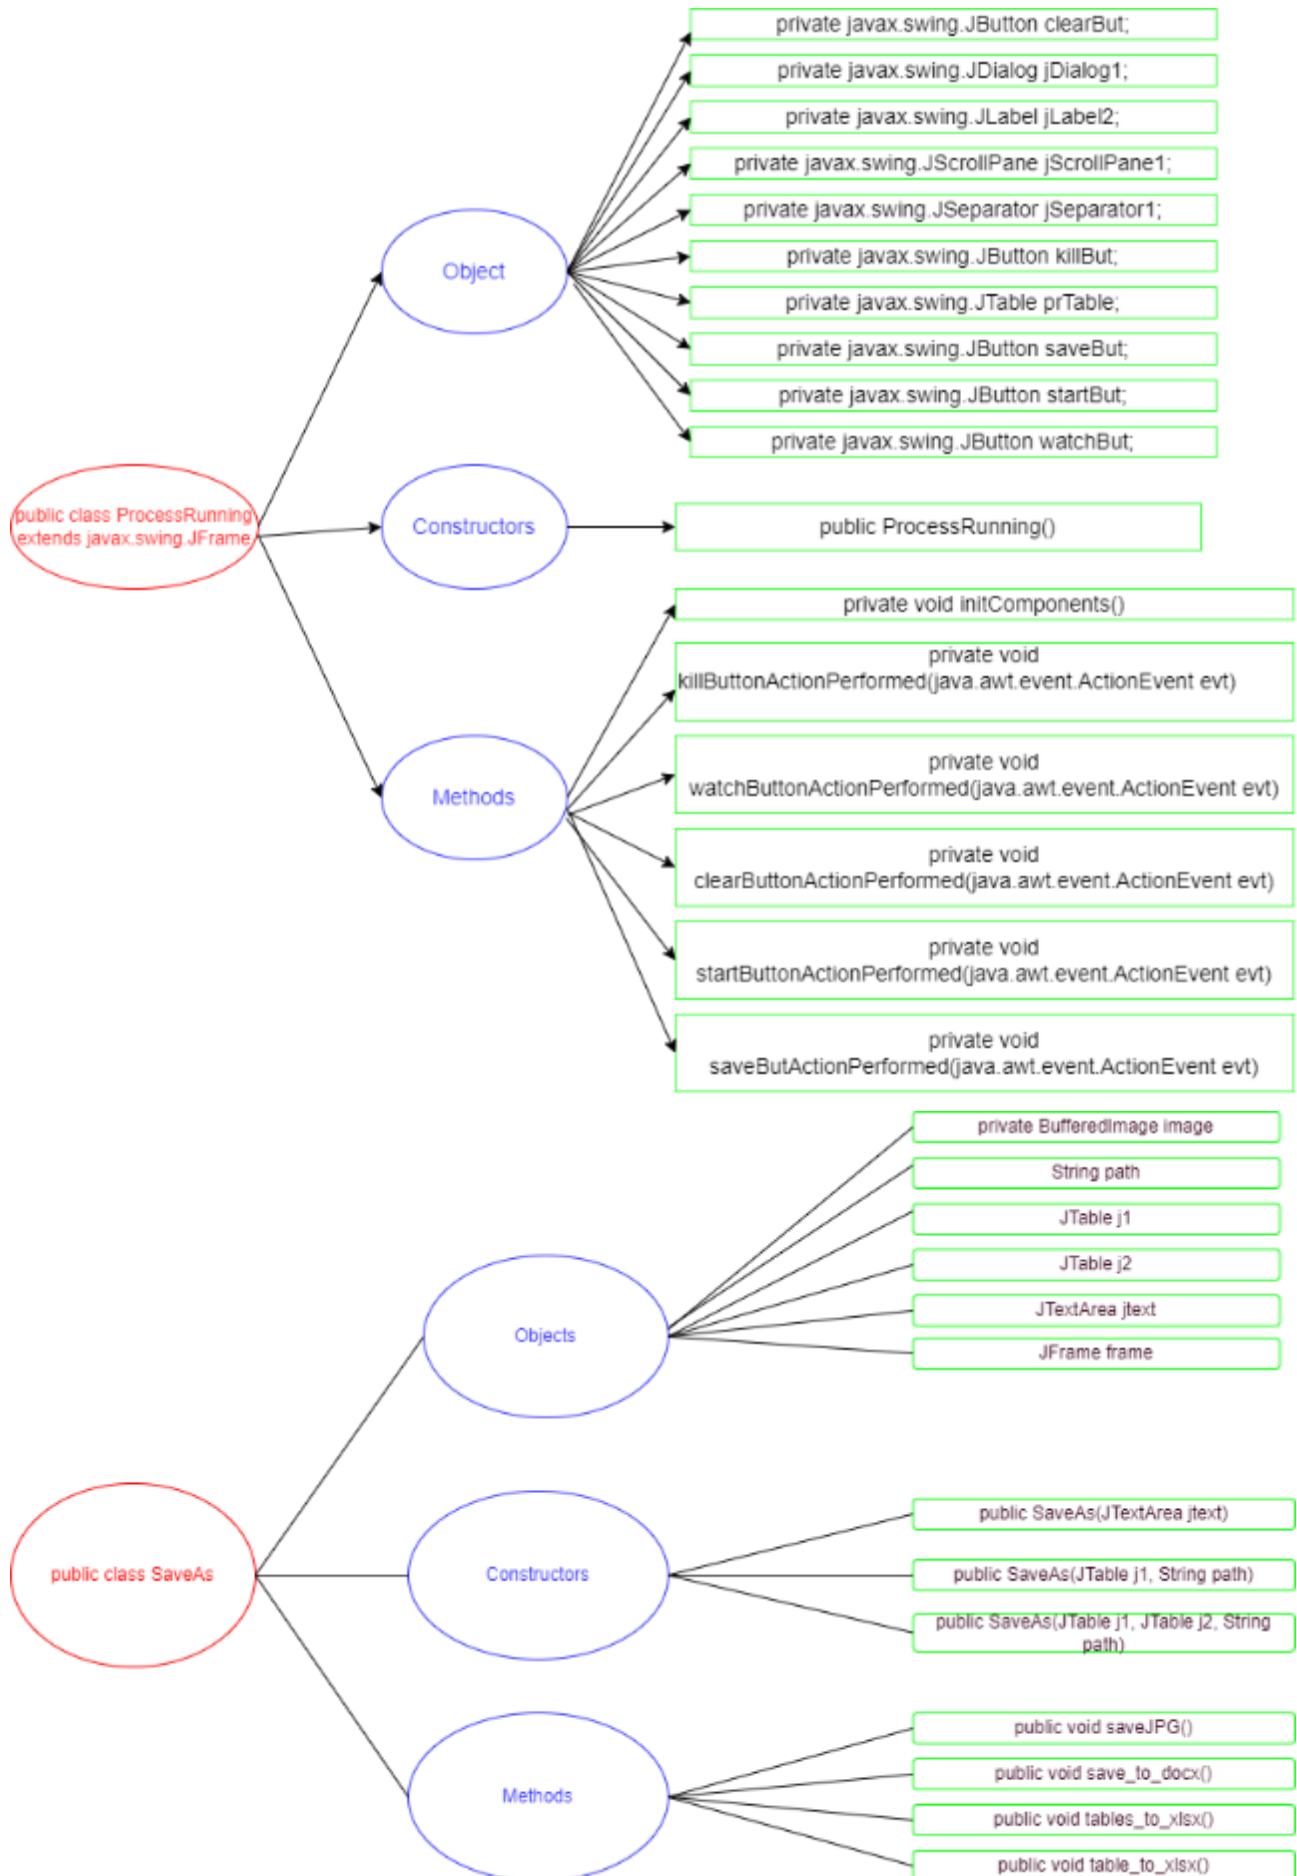 private javax.swing.JButton clearBut;
private javax.swing.JDialog jDialog1;
private javax.swing.JLabel jLabel2;
private javax.swing.JScrollPane jScrollPane1;
private javax.swing.JSeparator jSeparator1;
Object
private javax.swing.JButton killBut;
private javax.swing.JTable prTable;
private javax.swing.JButton saveBut;
private javax.swing.JButton startBut;
private javax.swing.JButton watchBut;
public class ProcessRunning
extends javax.swing.JFrame
Constructors
public ProcessRunning()
private void initComponents()
private void
killButtonActionPerformed(java.awt.event.ActionEvent evt)
private void
watchButtonActionPerformed(java.awt.event.ActionEvent evt)
Methods
private void
clearButtonActionPerformed(java.awt.event.ActionEvent evt)
private void
startButtonActionPerformed(java.awt.event.ActionEvent evt)
private void
saveButActionPerformed(java.awt.event.ActionEvent evt)
private BufferedImage image
String path
JTable j1
JTable j2
JTextArea jtext
Objects
JFrame frame
public SaveAs(JTextArea jtext)
public class SaveAs
Constructors
public SaveAs(JTable j1, String path)
public SaveAs(JTable j1, JTable j2, String
path)
public void saveJPG()
public void save_to_docx()
Methods
public void tables_to_xlsx()
public void table_to_xlsx()